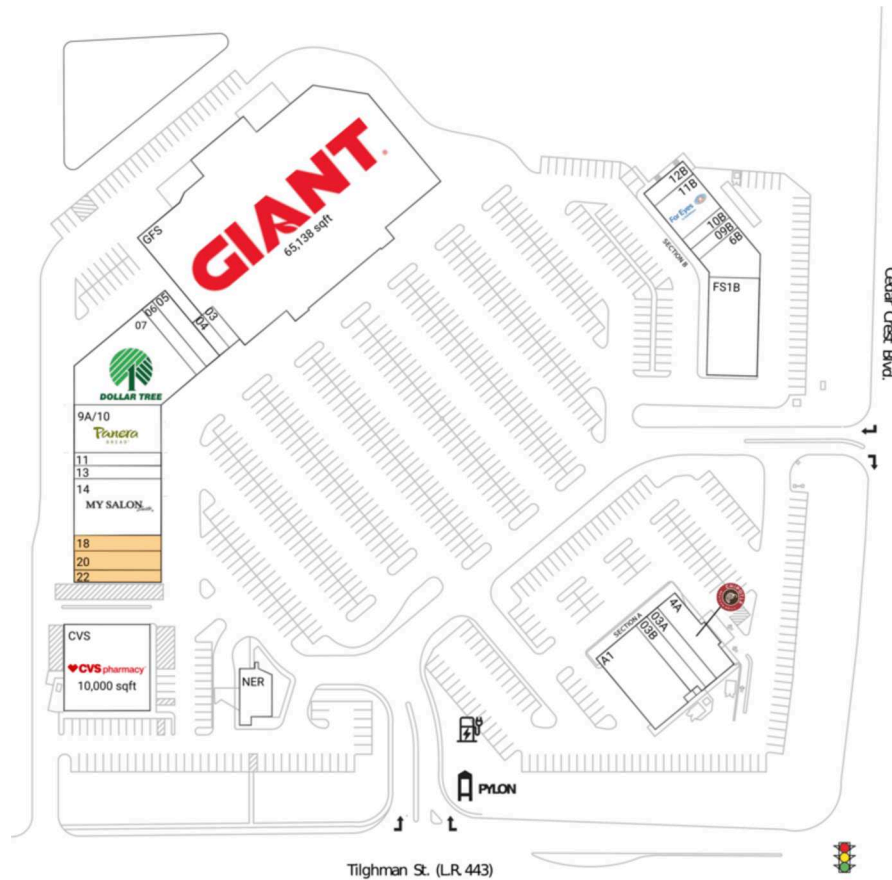 GIANT
65,138 sqft
GFS
12B
11B
For Eyes
10B
09B
6B
SECTION B
FS1B
Cedar Crest Blvd.
05
06
07
03
04
DOLLAR TREE
9A/10
Panera
BREAD
11
13
14
MY SALON
Suite
18
20
22
CVS
CVS pharmacy
10,000 sqft
NER
SECTION A
4A
03A
03B
A1
PYLON
Tilghman St. (L.R. 443)